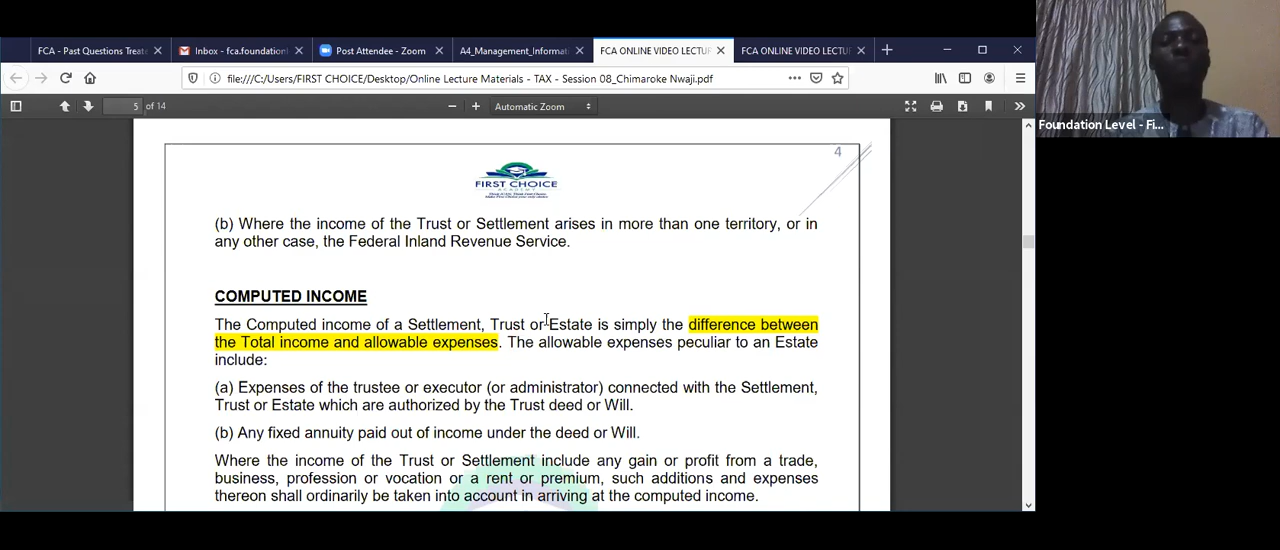 FCA - Past Questions Treate
Inbox - fca.foundation
Post Attendee - Zoom
A4_Management_Informati
FCA ONLINE VIDEO LECTUR
FCA ONLINE VIDEO LECTU
file:///C:/Users/FIRST CHOICE/Desktop/Online Lecture Materials - TAX - Session 08_Chimaroke Nwaji.pdf
5 of 14
Automatic Zoom
Foundation Level - Fi...
4
FIRST CHOICE
(b) Where the income of the Trust or Settlement arises in more than one territory, or in
any other case, the Federal Inland Revenue Service.
COMPUTED INCOME
The Computed income of a Settlement, Trust or Estate is simply the difference between
the Total income and allowable expenses. The allowable expenses peculiar to an Estate
include:
(a) Expenses of the trustee or executor (or administrator) connected with the Settlement,
Trust or Estate which are authorized by the Trust deed or Will.
(b) Any fixed annuity paid out of income under the deed or Will.
Where the income of the Trust or Settlement include any gain or profit from a trade,
business, profession or vocation or a rent or premium, such additions and expenses
thereon shall ordinarily be taken into account in arriving at the computed income.